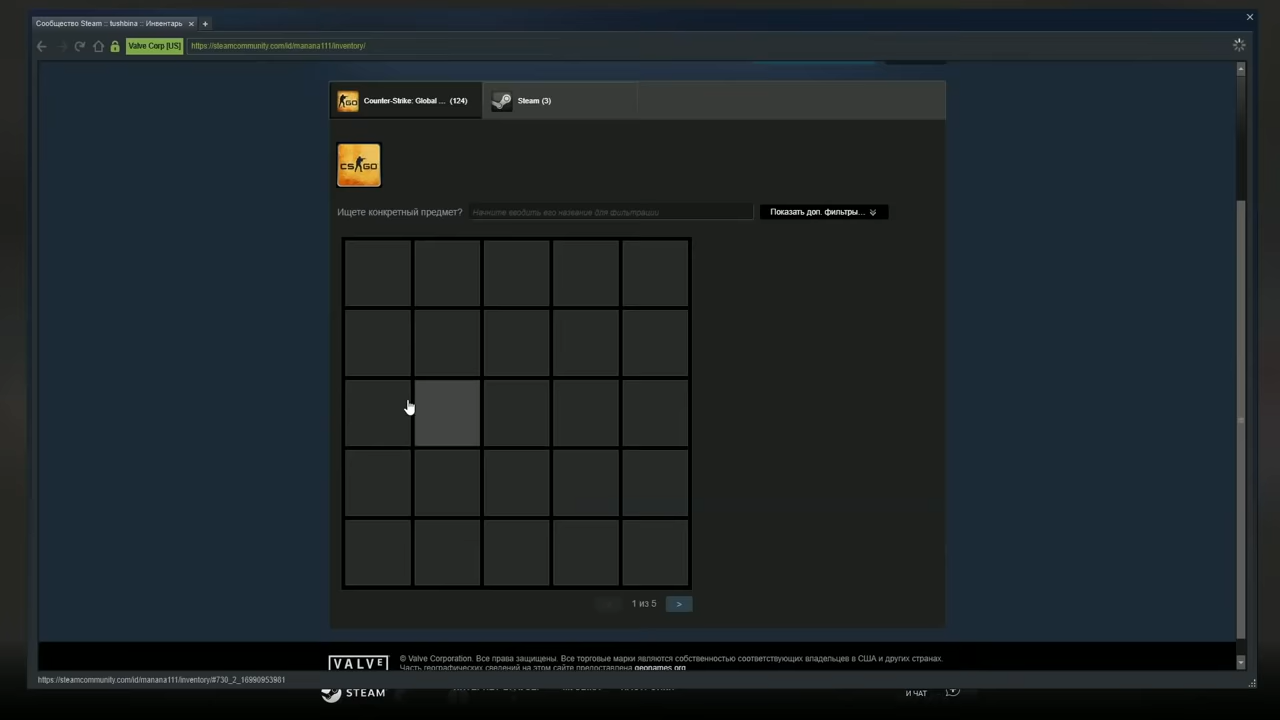 Сообщество Steam :: tushbina :: Инвентарь
Valve Corp [US]
https://steamcommunity.com/id/manana111/inventory/
Counter-Strike: Global ... (124)
Steam (3)
CS GO
Ищете конкретный предмет?
Начните вводить его название для фильтрации
Показать доп. фильтры...
1 из 5
>
VALVE
© Valve Corporation. Все права защищены. Все торговые марки являются собственностью соответствующих владельцев в США и других странах.
Часть географических сведений на этом сайте предоставлена geonames.org
https://steamcommunity.com/id/manana111/inventory/#730_2_16990953981
STEAM
И ЧАТ